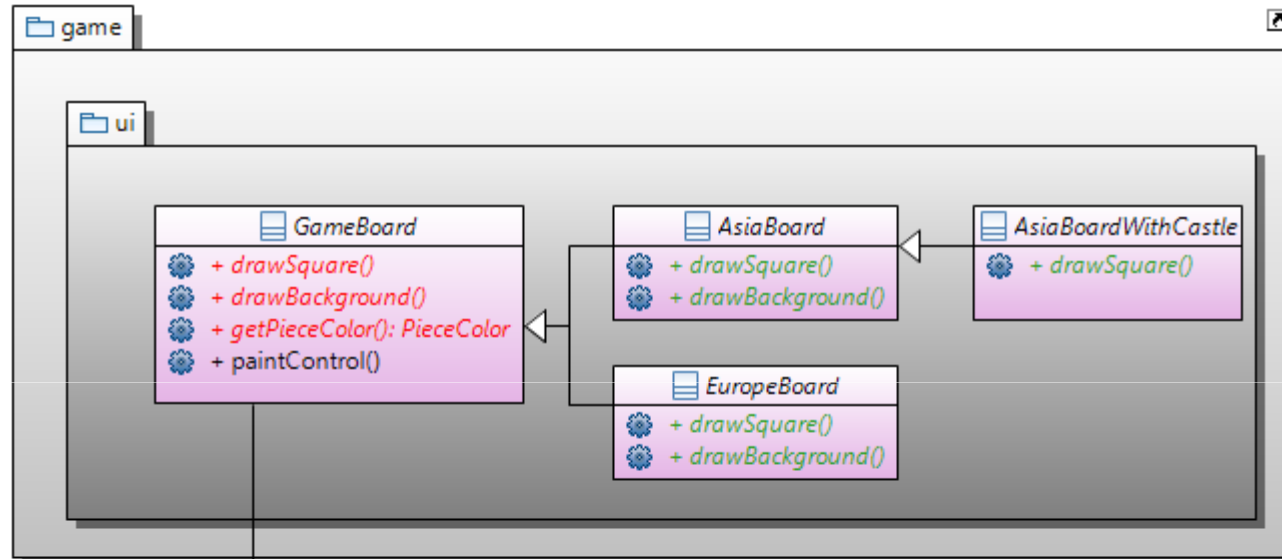 game
ui
GameBoard
+ drawSquare()
+ drawBackground()
+ getPieceColor(): PieceColor
+ paintControl()
AsiaBoard
+ drawSquare()
+ drawBackground()
AsiaBoardWithCastle
+ drawSquare()
EuropeBoard
+ drawSquare()
+ drawBackground()